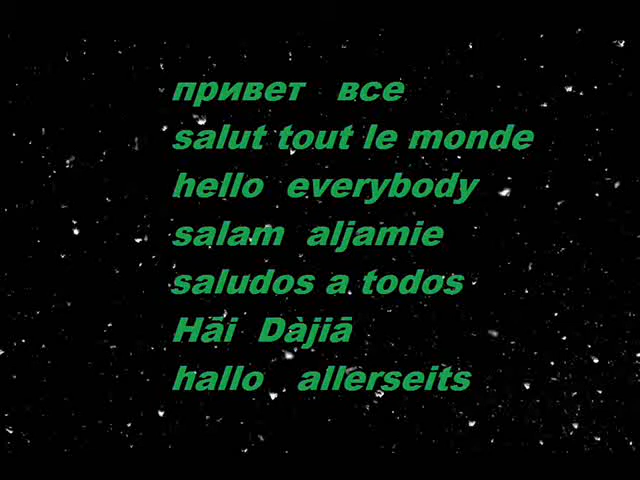 привет все
salut tout le monde
hello everybody
salam aljamie
saludos a todos
Hāi Dàjiā
hallo allerseits